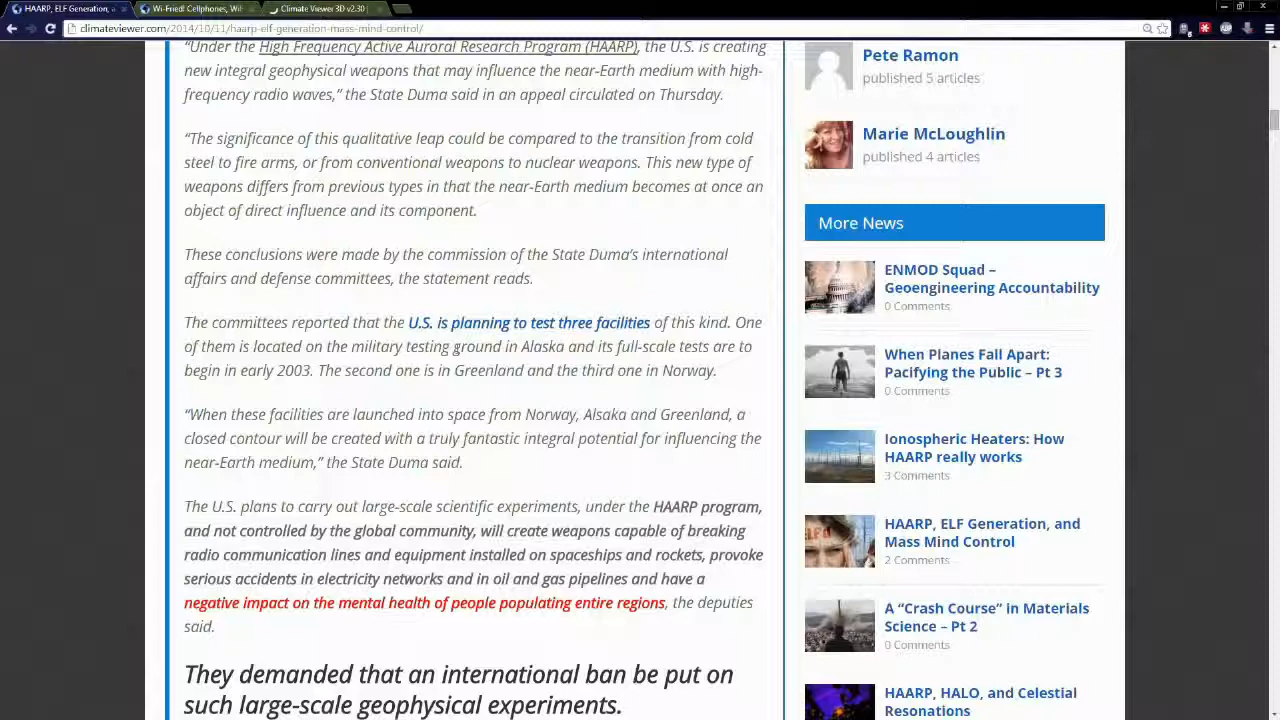 HAARP, ELF Generation, a
Wi-Fried! Cellphones, Wi
Climate Viewer 3D v2.30 |
climateviewer.com/2014/10/11/haarp-elf-generation-mass-mind-control/
“Under the High Frequency Active Auroral Research Program (HAARP), the U.S. is creating
new integral geophysical weapons that may influence the near-Earth medium with high-
frequency radio waves,” the State Duma said in an appeal circulated on Thursday.
“The significance of this qualitative leap could be compared to the transition from cold
steel to fire arms, or from conventional weapons to nuclear weapons. This new type of
weapons differs from previous types in that the near-Earth medium becomes at once an
object of direct influence and its component.
These conclusions were made by the commission of the State Duma’s international
affairs and defense committees, the statement reads.
The committees reported that the U.S. is planning to test three facilities of this kind. One
of them is located on the military testing ground in Alaska and its full-scale tests are to
begin in early 2003. The second one is in Greenland and the third one in Norway.
“When these facilities are launched into space from Norway, Alsaka and Greenland, a
closed contour will be created with a truly fantastic integral potential for influencing the
near-Earth medium,” the State Duma said.
The U.S. plans to carry out large-scale scientific experiments, under the HAARP program,
and not controlled by the global community, will create weapons capable of breaking
radio communication lines and equipment installed on spaceships and rockets, provoke
serious accidents in electricity networks and in oil and gas pipelines and have a
negative impact on the mental health of people populating entire regions, the deputies
said.
They demanded that an international ban be put on
such large-scale geophysical experiments.
Pete Ramon
published 5 articles
Marie McLoughlin
published 4 articles
More News
ENMOD Squad –
Geoengineering Accountability
0 Comments
When Planes Fall Apart:
Pacifying the Public – Pt 3
0 Comments
Ionospheric Heaters: How
HAARP really works
3 Comments
HAARP, ELF Generation, and
Mass Mind Control
2 Comments
A “Crash Course” in Materials
Science – Pt 2
0 Comments
HAARP, HALO, and Celestial
Resonations